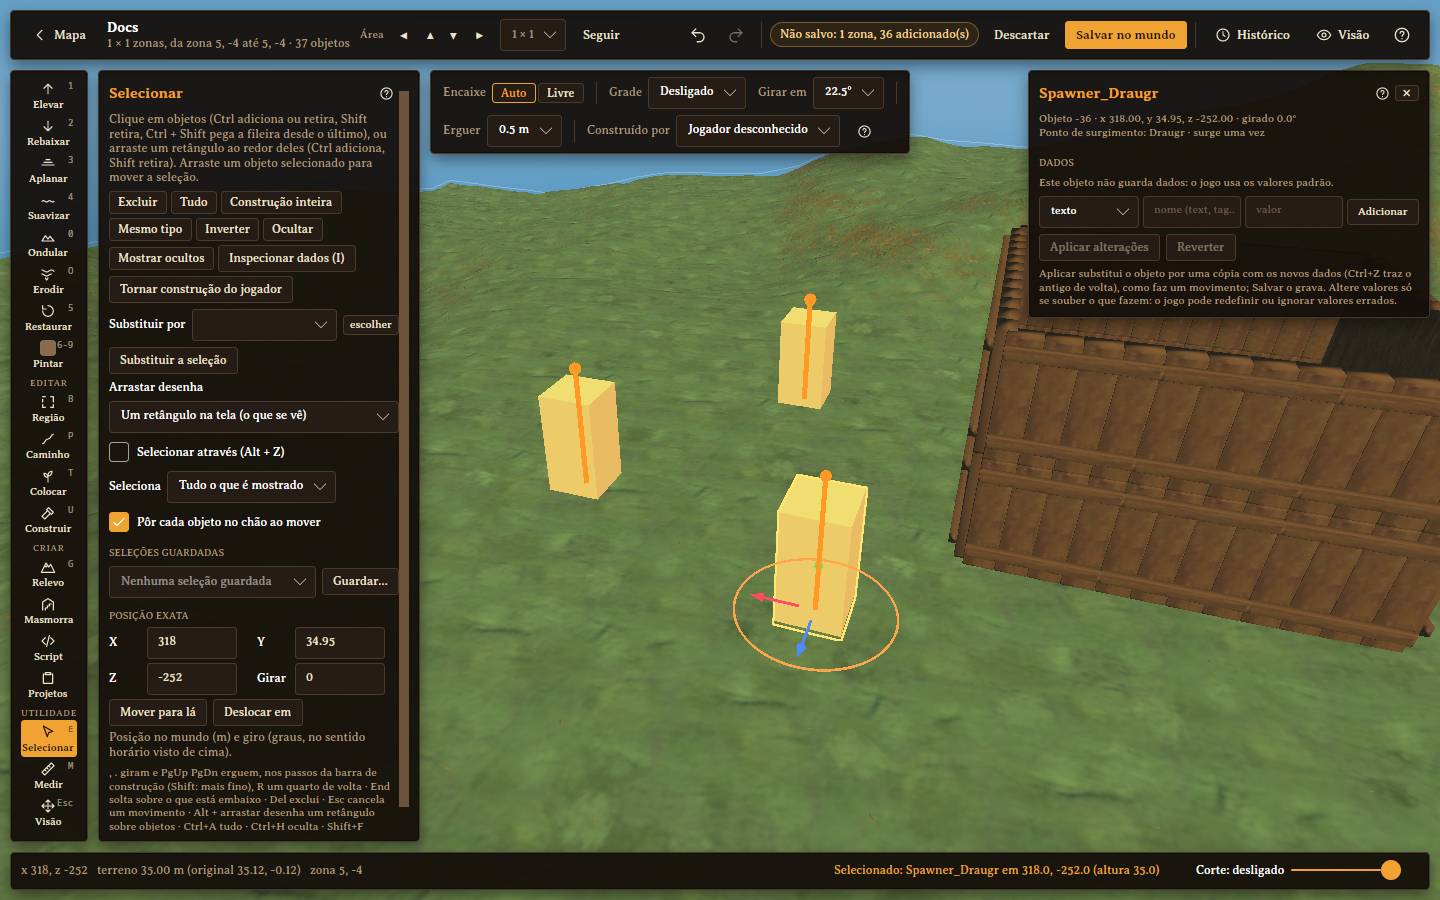 Mapa
Docs
1 × 1 zonas, da zona 5, -4 até 5, -4 · 37 objetos
Área
1 × 1
Seguir
Não salvo: 1 zona, 36 adicionado(s)
Descartar
Salvar no mundo
Histórico
Visão
1
Elevar
2
Rebaixar
3
Aplanar
4
Suavizar
0
Ondular
O
Erodir
5
Restaurar
6-9
Pintar
EDITAR
B
Região
P
Caminho
T
Colocar
U
Construir
CRIAR
G
Relevo
Masmorra
Script
Projetos
UTILIDADE
E
Selecionar
M
Medir
Esc
Visão
Selecionar
Clique em objetos (Ctrl adiciona ou retira, Shift
retira, Ctrl + Shift pega a fileira desde o último), ou
arraste um retângulo ao redor deles (Ctrl adiciona,
Shift retira). Arraste um objeto selecionado para
mover a seleção.
Excluir Tudo Construção inteira
Mesmo tipo Inverter Ocultar
Mostrar ocultos Inspecionar dados (I)
Tornar construção do jogador
Substituir por escolher
Substituir a seleção
Arrastar desenha
Um retângulo na tela (o que se vê)
Selecionar através (Alt + Z)
Seleciona Tudo o que é mostrado
Pôr cada objeto no chão ao mover
SELEÇÕES GUARDADAS
Nenhuma seleção guardada Guardar...
POSIÇÃO EXATA
X 318 Y 34.95
Z -252 Girar 0
Mover para lá Deslocar em
Posição no mundo (m) e giro (graus, no sentido
horário visto de cima).
, . giram e PgUp PgDn erguem, nos passos da barra de
construção (Shift: mais fino), R um quarto de volta · End
solta sobre o que está embaixo · Del exclui · Esc cancela
um movimento · Alt + arrastar desenha um retângulo
sobre objetos · Ctrl+A tudo · Ctrl+H oculta · Shift+F
Encaixe Auto Livre Grade Desligado Girar em 22.5°
Erguer 0.5 m Construído por Jogador desconhecido
Spawner_Draugr
Objeto -36 · x 318.00, y 34.95, z -252.00 · girado 0.0°
Ponto de surgimento: Draugr · surge uma vez
DADOS
Este objeto não guarda dados: o jogo usa os valores padrão.
texto nome (text, tag.. valor Adicionar
Aplicar alterações Reverter
Aplicar substitui o objeto por uma cópia com os novos dados (Ctrl+Z traz o
antigo de volta), como faz um movimento; Salvar o grava. Altere valores só
se souber o que fazem: o jogo pode redefinir ou ignorar valores errados.
x 318, z -252 terreno 35.00 m (original 35.12, -0.12) zona 5, -4
Selecionado: Spawner_Draugr em 318.0, -252.0 (altura 35.0)
Corte: desligado